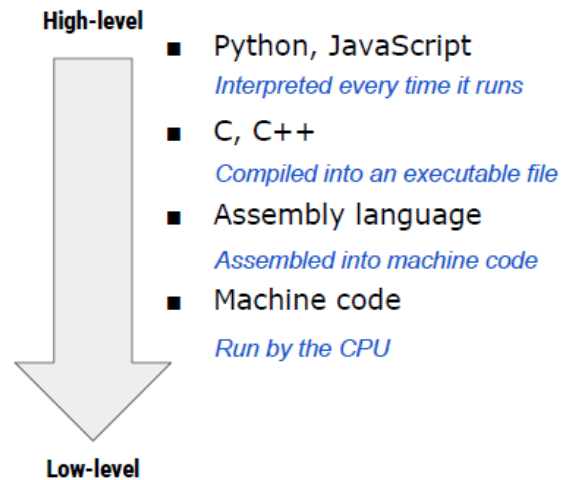 High-level
■ Python, JavaScript
Interpreted every time it runs
■ C, C++
Compiled into an executable file
■ Assembly language
Assembled into machine code
■ Machine code
Run by the CPU
Low-level